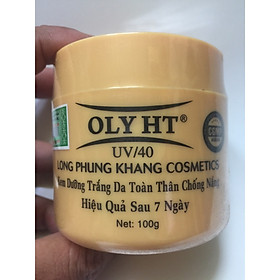 OLY HT®
UV/40
LONG PHUNG KHANG COSMETICS
Kem Dưỡng Trắng Da Toàn Thân Chống Nắng
Hiệu Quả Sau 7 Ngày
Net: 100g